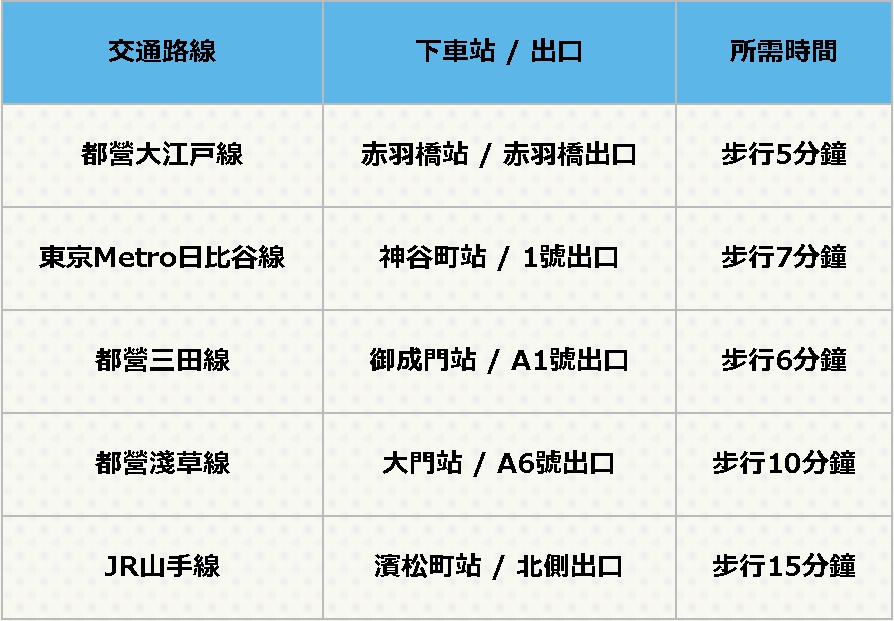 交通路線 下車站 / 出口 所需時間
都營大江戸線 赤羽橋站 / 赤羽橋出口 步行5分鐘
東京Metro日比谷線 神谷町站 / 1號出口 步行7分鐘
都營三田線 御成門站 / A1號出口 步行6分鐘
都營淺草線 大門站 / A6號出口 步行10分鐘
JR山手線 濱松町站 / 北側出口 步行15分鐘